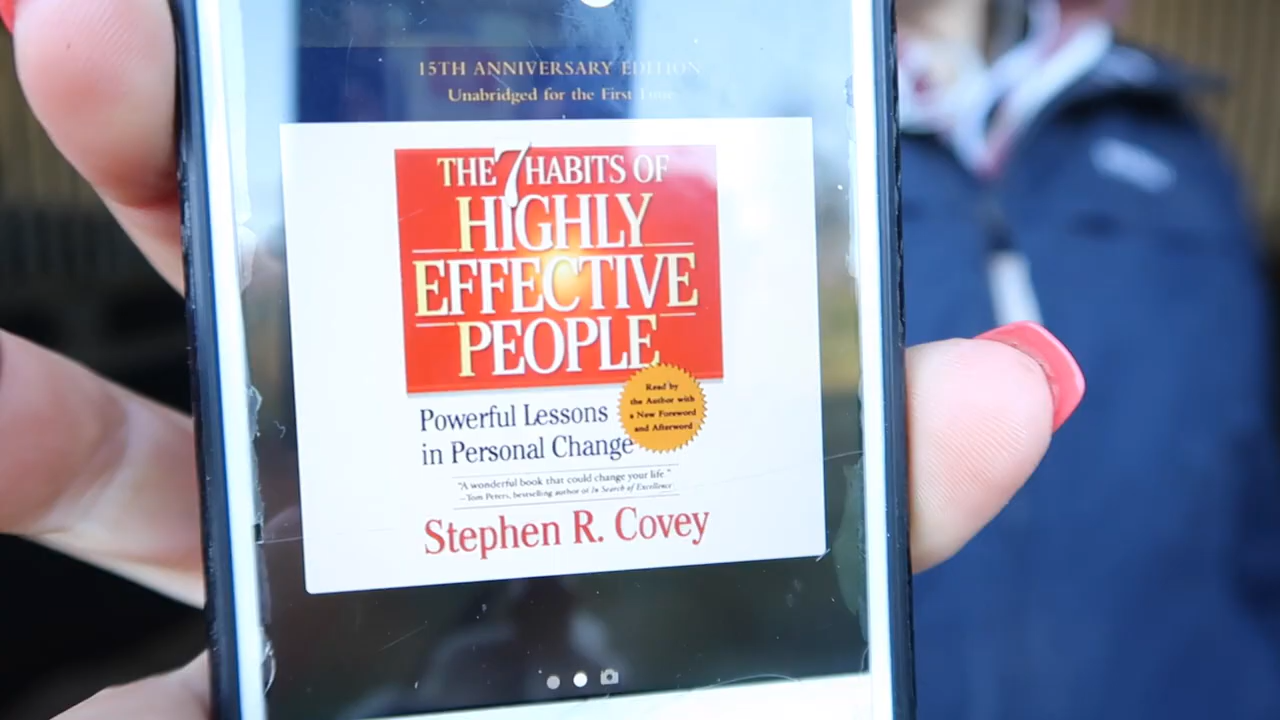 15TH ANNIVERSARY EDITION
Unabridged for the First Time
THE 7 HABITS OF
HIGHLY
EFFECTIVE
PEOPLE
Read by
the Author with
a New Foreword
and Afterword
Powerful Lessons
in Personal Change
"A wonderful book that could change your life."
–Tom Peters, bestselling author of In Search of Excellence
Stephen R. Covey